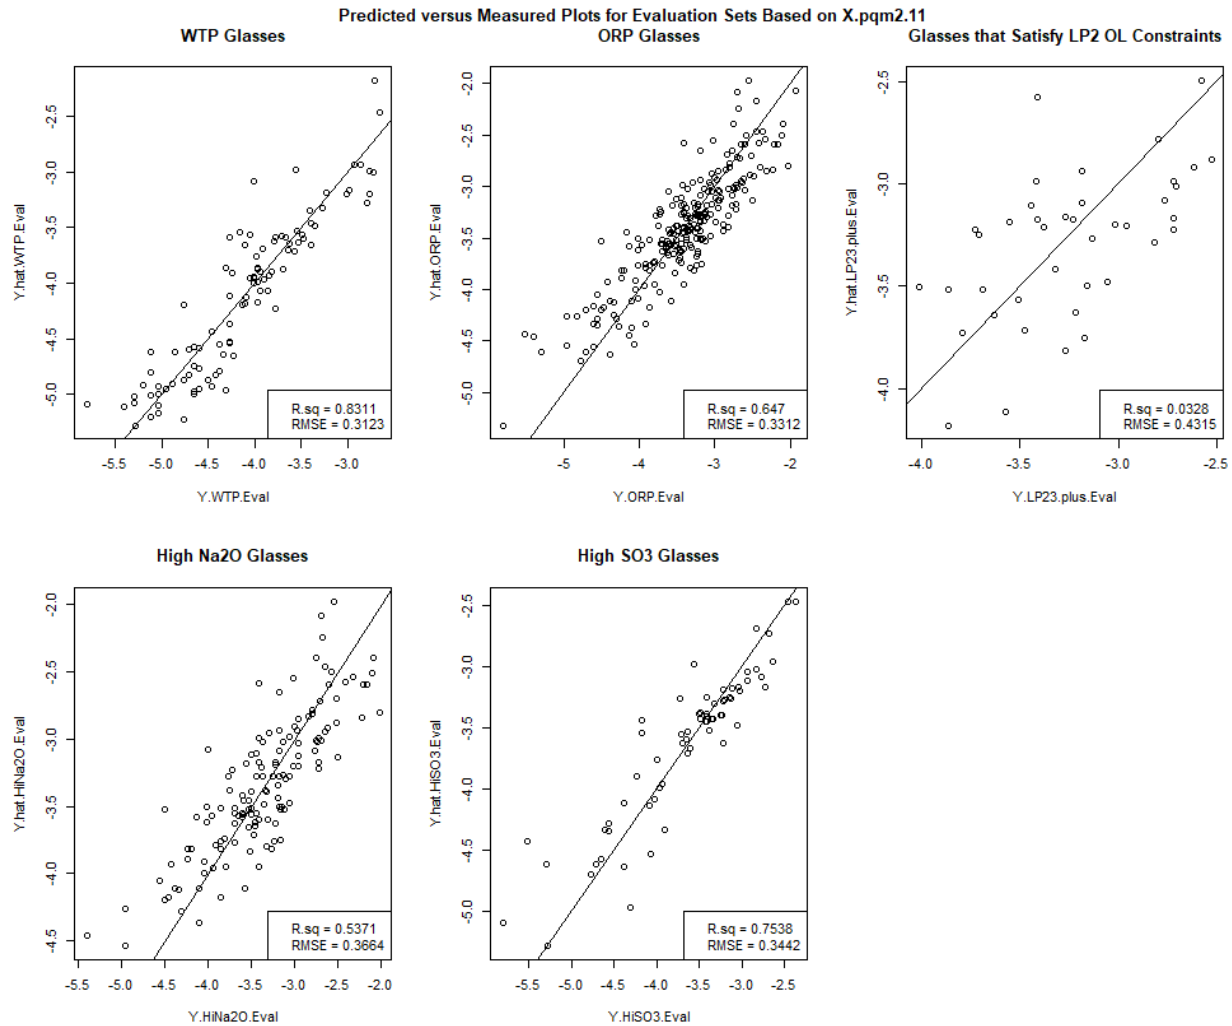 Predicted versus Measured Plots for Evaluation Sets Based on X.pqm2.11
WTP Glasses
-2.5
-3.0
-3.5
-4.0
-4.5
-5.0
Y.hat.WTP.Eval
R.sq = 0.8311
RMSE = 0.3123
-5.5 -5.0 -4.5 -4.0 -3.5 -3.0
Y.WTP.Eval
ORP Glasses
-2.0
-2.5
-3.0
-3.5
-4.0
-4.5
-5.0
Y.hat.ORP.Eval
R.sq = 0.647
RMSE = 0.3312
-5 -4 -3 -2
Y.ORP.Eval
Glasses that Satisfy LP2 OL Constraints
-2.5
-3.0
-3.5
-4.0
Y.hat.LP23.plus.Eval
R.sq = 0.0328
RMSE = 0.4315
-4.0 -3.5 -3.0 -2.5
Y.LP23.plus.Eval
High Na2O Glasses
-2.0
-2.5
-3.0
-3.5
-4.0
-4.5
Y.hat.HiNa2O.Eval
R.sq = 0.5371
RMSE = 0.3664
-5.5 -5.0 -4.5 -4.0 -3.5 -3.0 -2.5 -2.0
Y.HiNa2O.Eval
High SO3 Glasses
-2.5
-3.0
-3.5
-4.0
-4.5
-5.0
Y.hat.HiSO3.Eval
R.sq = 0.7538
RMSE = 0.3442
-5.5 -5.0 -4.5 -4.0 -3.5 -3.0 -2.5
Y.HiSO3.Eval